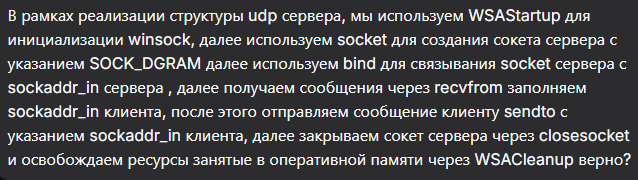 В рамках реализации структуры udp сервера, мы используем WSAStartup для
инициализации winsock, далее используем socket для создания сокета сервера с
указанием SOCK_DGRAM далее используем bind для связывания socket сервера с
sockaddr_in сервера , далее получаем сообщения через recvfrom заполняем
sockaddr_in клиента, после этого отправляем сообщение клиенту sendto с
указанием sockaddr_in клиента, далее закрываем сокет сервера через closesocket
и освобождаем ресурсы занятые в оперативной памяти через WSACleanup верно?